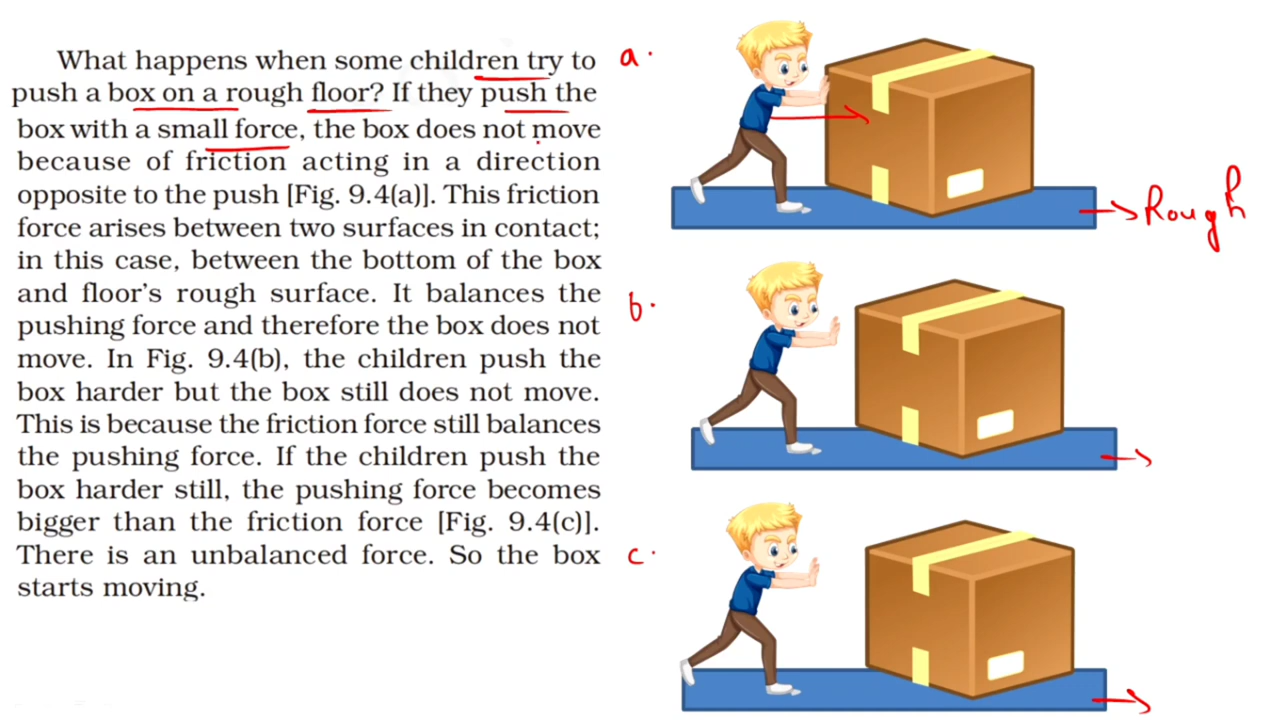 What happens when some children try to
push a box on a rough floor? If they push the
box with a small force, the box does not move
because of friction acting in a direction
opposite to the push [Fig. 9.4(a)]. This friction
force arises between two surfaces in contact;
in this case, between the bottom of the box
and floor's rough surface. It balances the
pushing force and therefore the box does not
move. In Fig. 9.4(b), the children push the
box harder but the box still does not move.
This is because the friction force still balances
the pushing force. If the children push the
box harder still, the pushing force becomes
bigger than the friction force [Fig. 9.4(c)].
There is an unbalanced force. So the box
starts moving.
a.
Rough
b.
c.